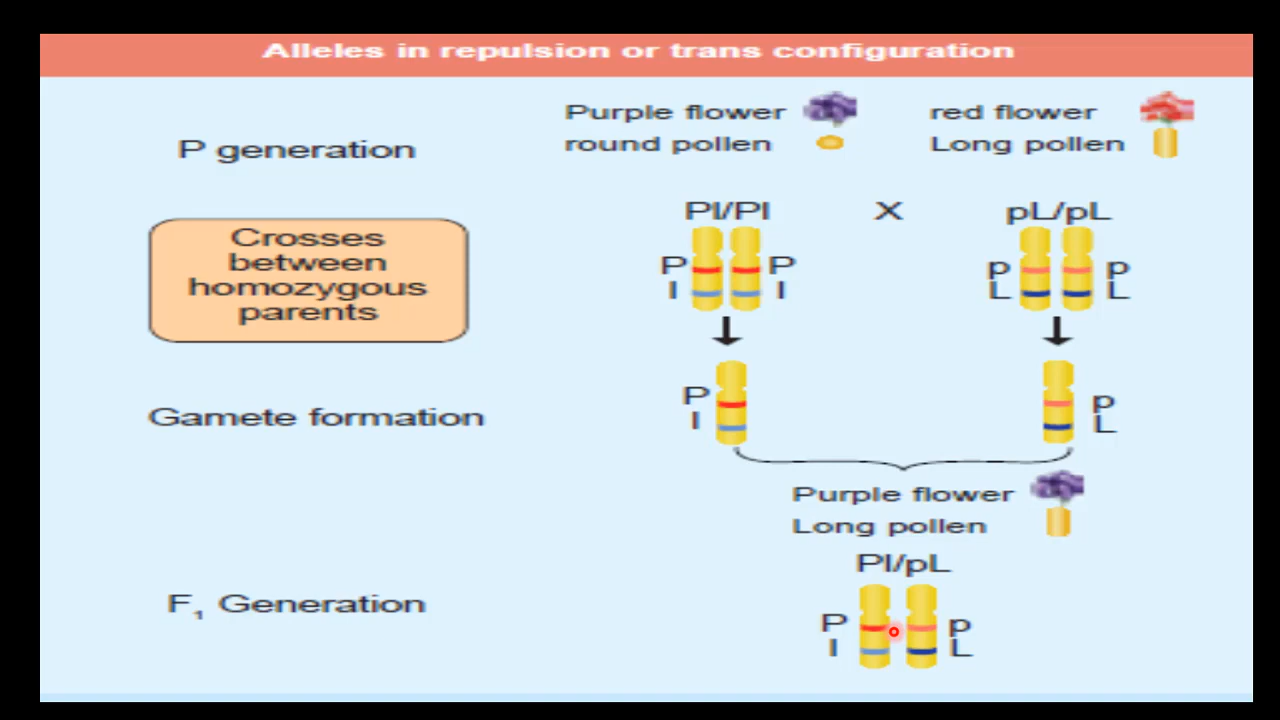 Alleles in repulsion or trans configuration
P generation
Purple flower
round pollen
red flower
Long pollen
Pl/Pl X pL/pL
Crosses
between
homozygous
parents
P P
l l
p p
L L
Gamete formation
P
l
p
L
Purple flower
Long pollen
Pl/pL
F1 Generation
P p
l L